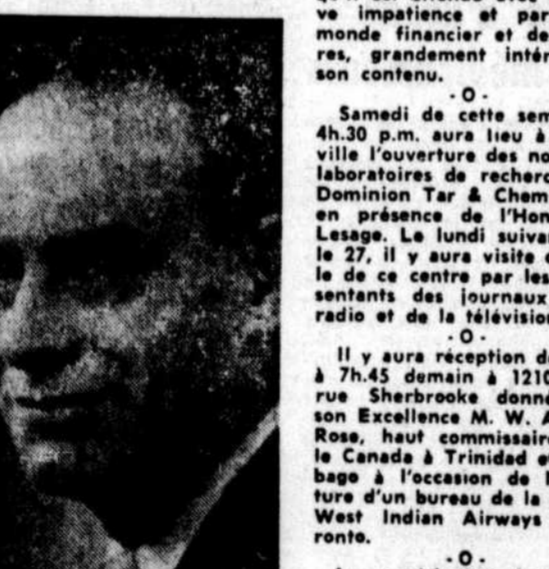 ve impatience et par
monde financier et de
res, grandement intér
son contenu.
- O -
Samedi de cette sem
4h.30 p.m. aura lieu à
ville l'ouverture des no
laboratoires de recherc
Dominion Tar & Chem
en présence de l'Hon
Lesage. Le lundi suivan
le 27, il y aura visite
le de ce centre par les
sentants des journaux
radio et de la télévision
- O -
Il y aura réception d
à 7h.45 demain à 1210
rue Sherbrooke donné
son Excellence M. W. A
Rose, haut commissaire
le Canada à Trinidad et
bago à l'occasion de l
ture d'un bureau de la
West Indian Airways
ronto.
- O -